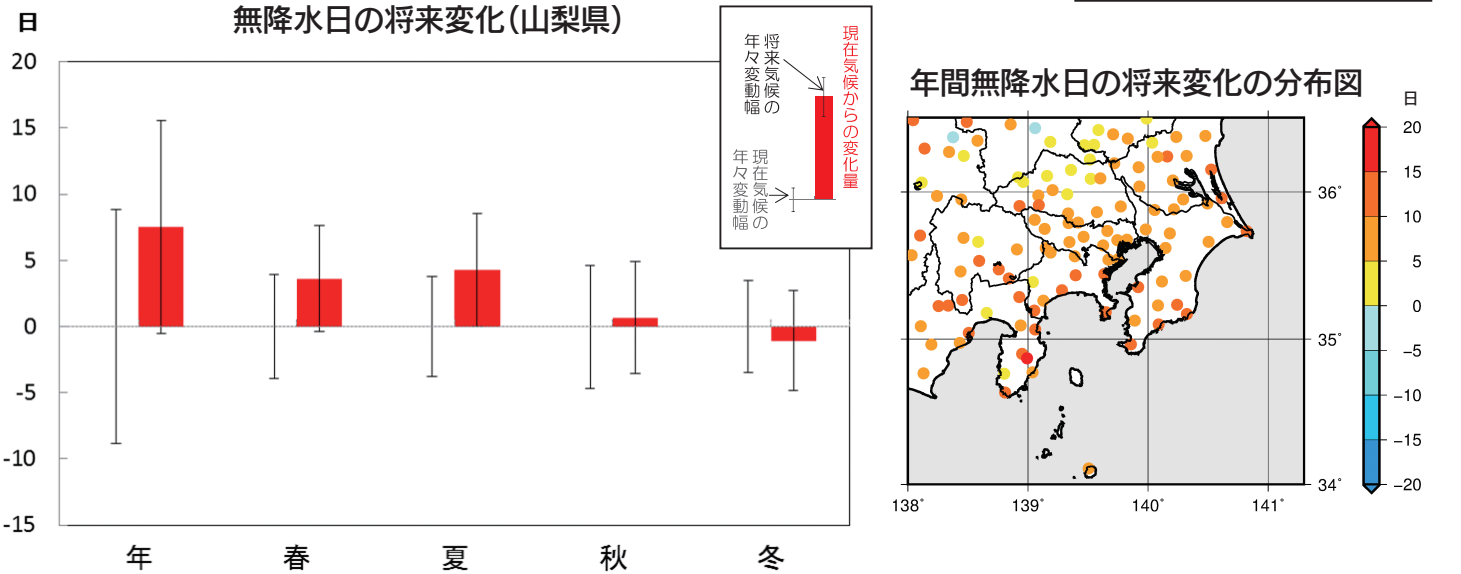 無降水日の将来変化(山梨県)
日
20
15
10
5
0
-5
-10
-15
年
春
夏
秋
冬
現在気候からの変化量
将来気候の
年々変動幅
現在気候の
年々変動幅
年間無降水日の将来変化の分布図
日
20
15
10
5
0
−5
−10
−15
−20
36°
35°
34°
138°
139°
140°
141°